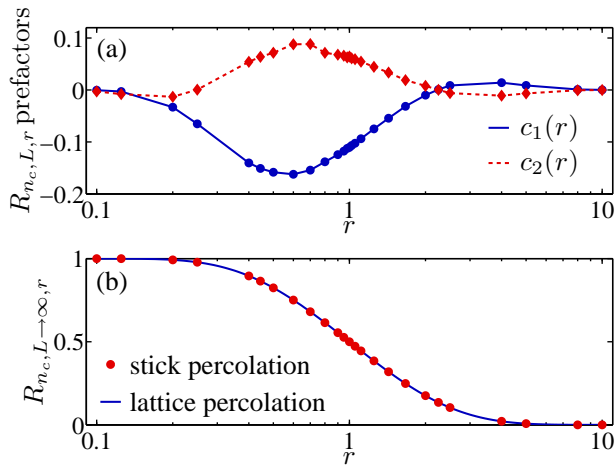 (a)
R_{n_c,L,r} prefactors
0.1
0
−0.1
−0.2
c_1(r)
c_2(r)
0.1 1 10
r
(b)
R_{n_c,L→∞,r}
1
0.5
0
stick percolation
lattice percolation
0.1 1 10
r